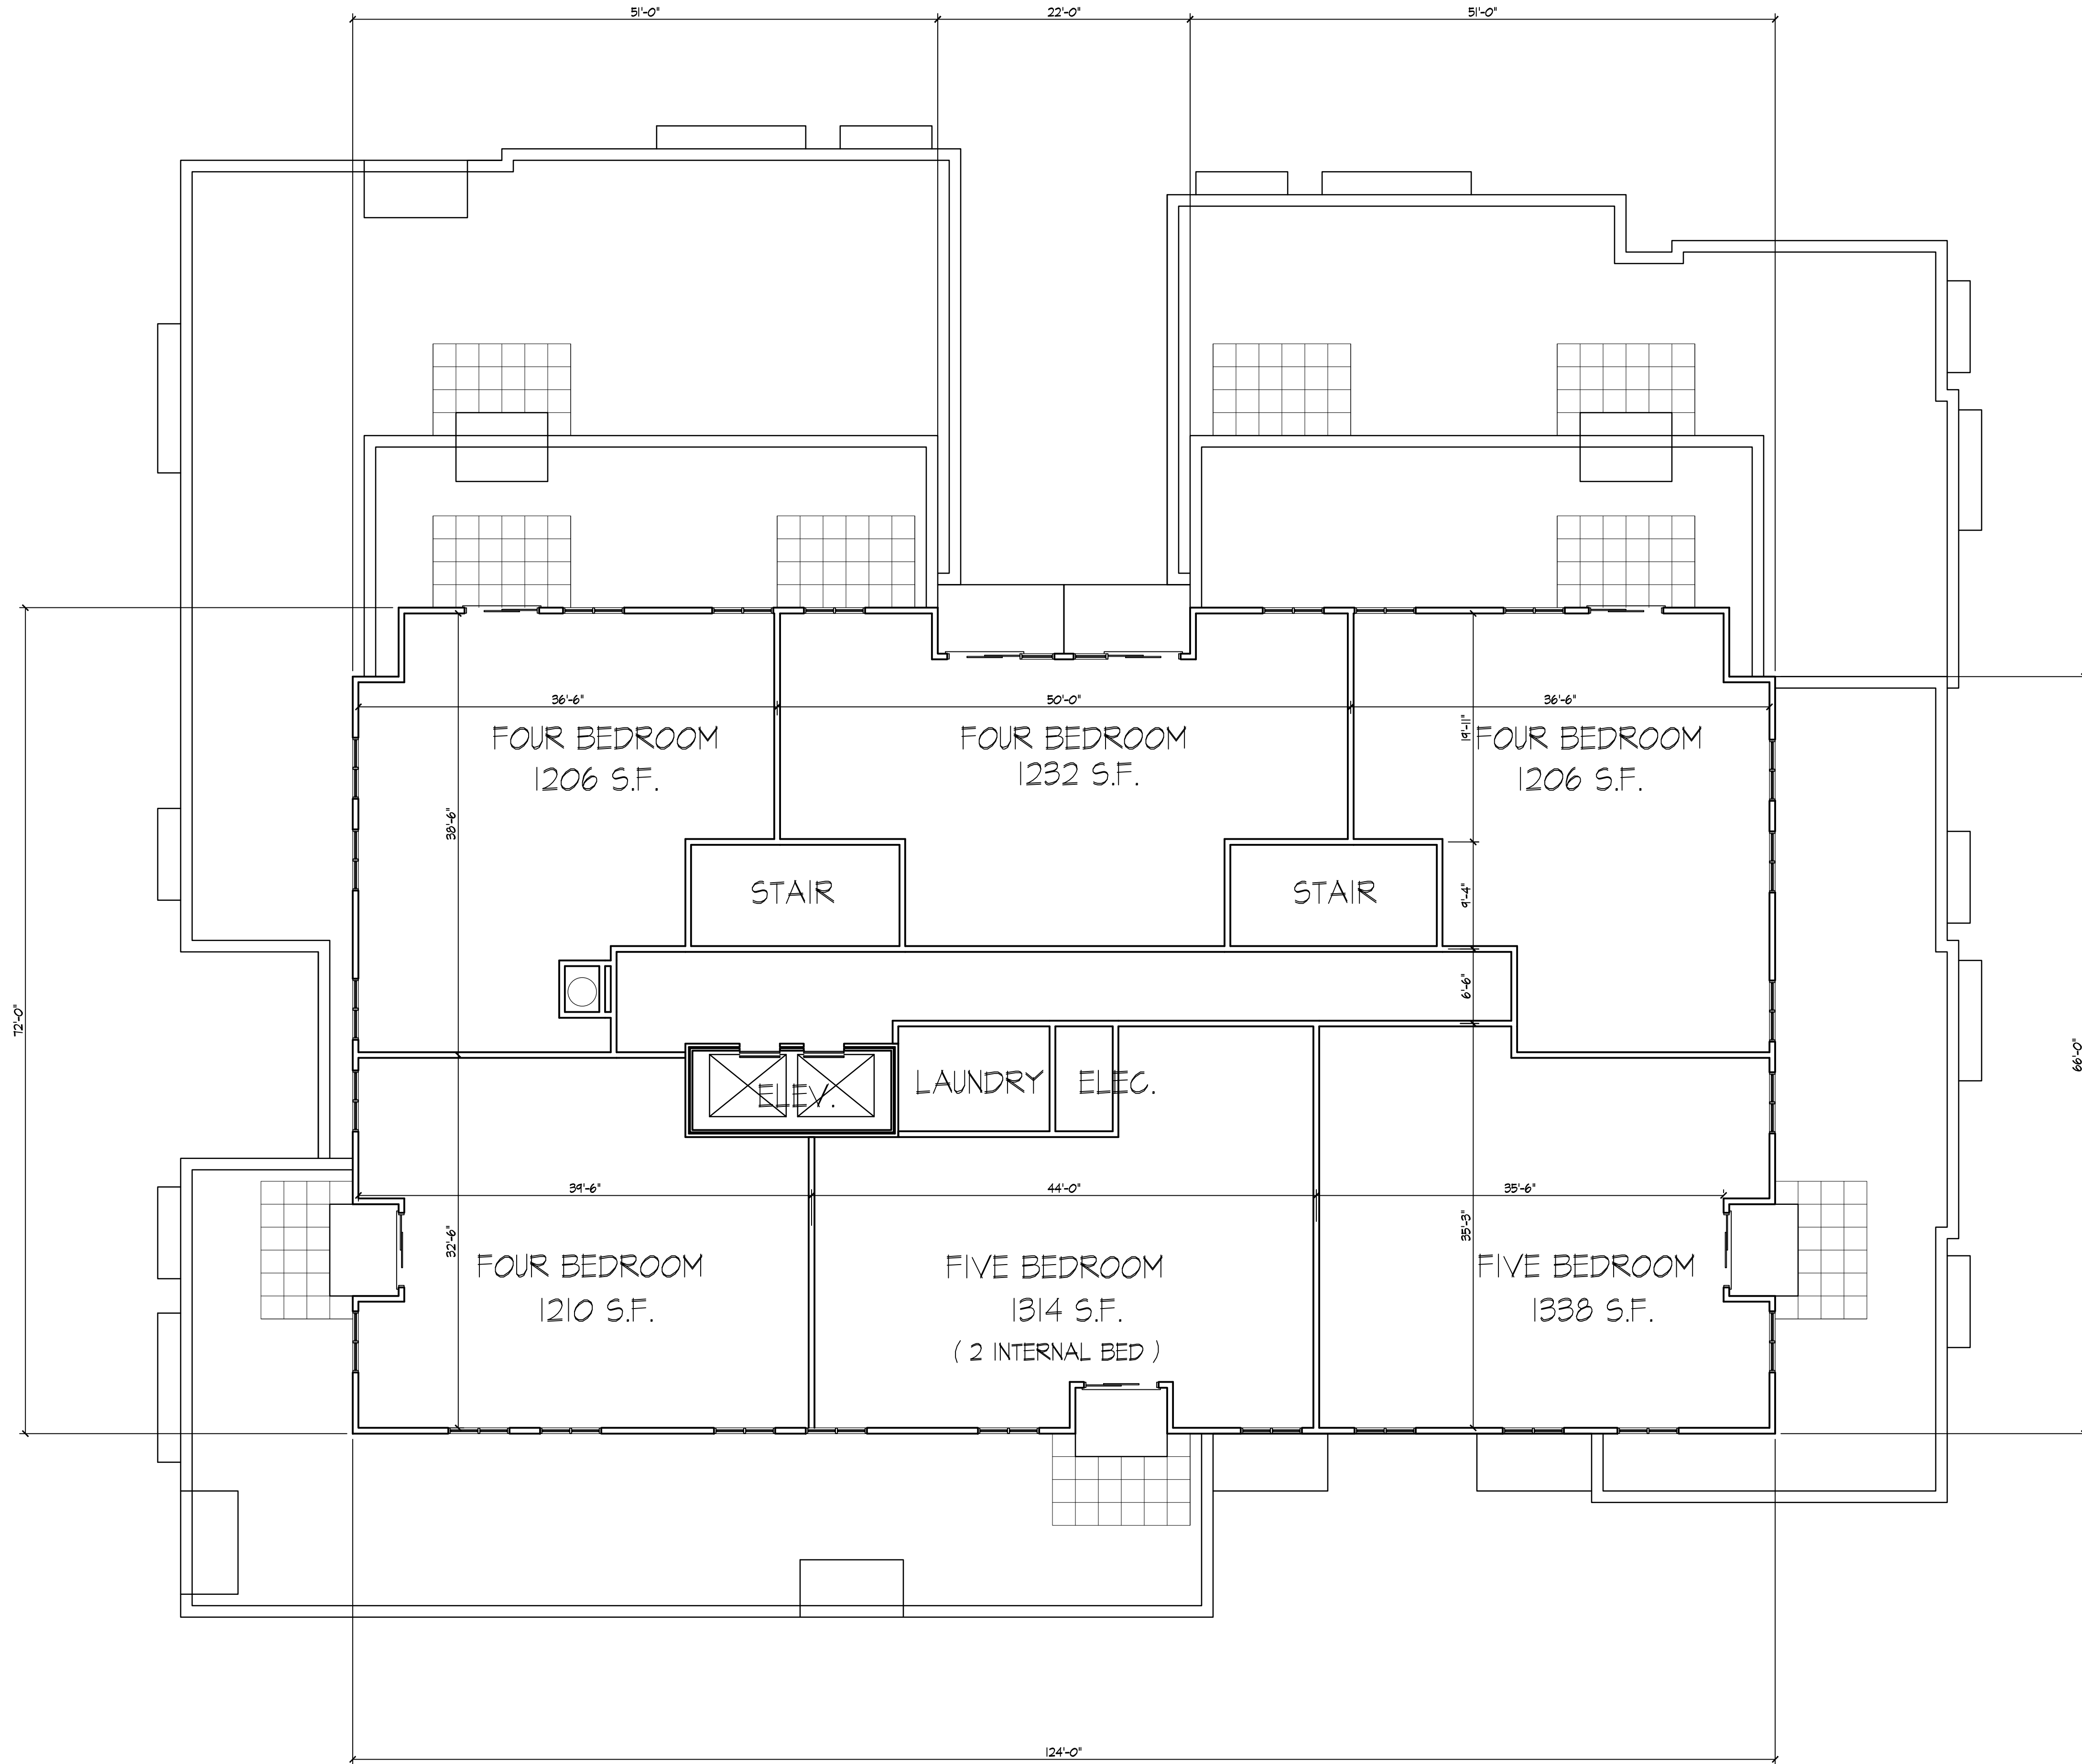 51'-0"
22'-0"
51'-0"
36'-6"
50'-0"
36'-6"
19'-11"
FOUR BEDROOM
1206 S.F.
FOUR BEDROOM
1232 S.F.
FOUR BEDROOM
1206 S.F.
38'-6"
STAIR
STAIR
9'-4"
6'-6"
72'-0"
66'-0"
ELEV.
LAUNDRY
ELEC.
39'-6"
44'-0"
35'-6"
32'-6"
35'-3"
FOUR BEDROOM
1210 S.F.
FIVE BEDROOM
1314 S.F.
( 2 INTERNAL BED )
FIVE BEDROOM
1338 S.F.
124'-0"